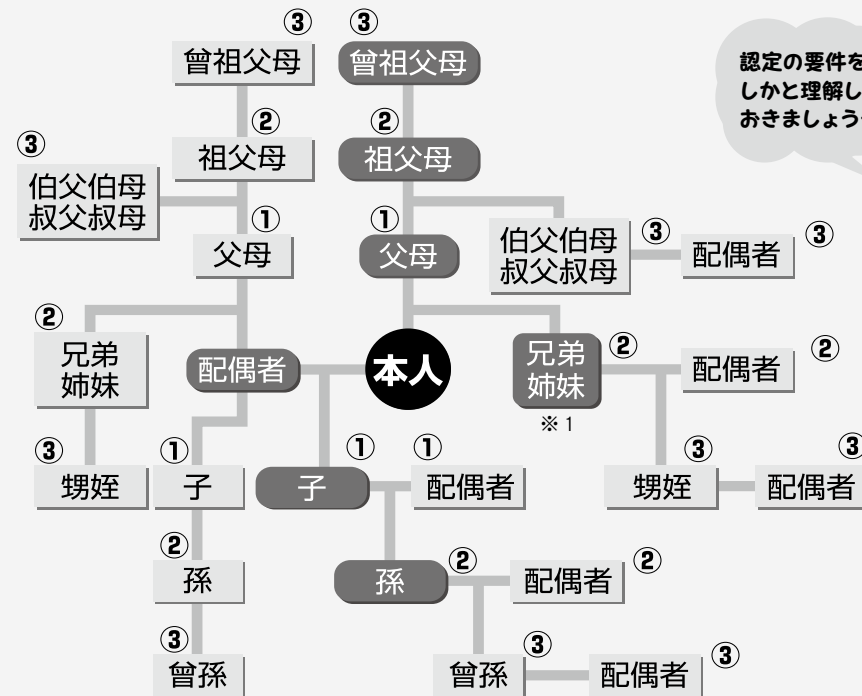 ③
③
曾祖父母
曾祖父母
認定の要件を
しかと理解し
おきましょう
②
②
祖父母
祖父母
③
伯父伯母
叔父叔母
①
①
父母
父母
伯父伯母
叔父叔母
③
配偶者
③
②
兄弟
姉妹
配偶者
本人
兄弟
姉妹
②
配偶者
②
※1
③
甥姪
①
子
①
子
①
配偶者
③
甥姪
③
配偶者
②
孫
孫
②
配偶者
②
③
曾孫
曾孫
③
配偶者
③